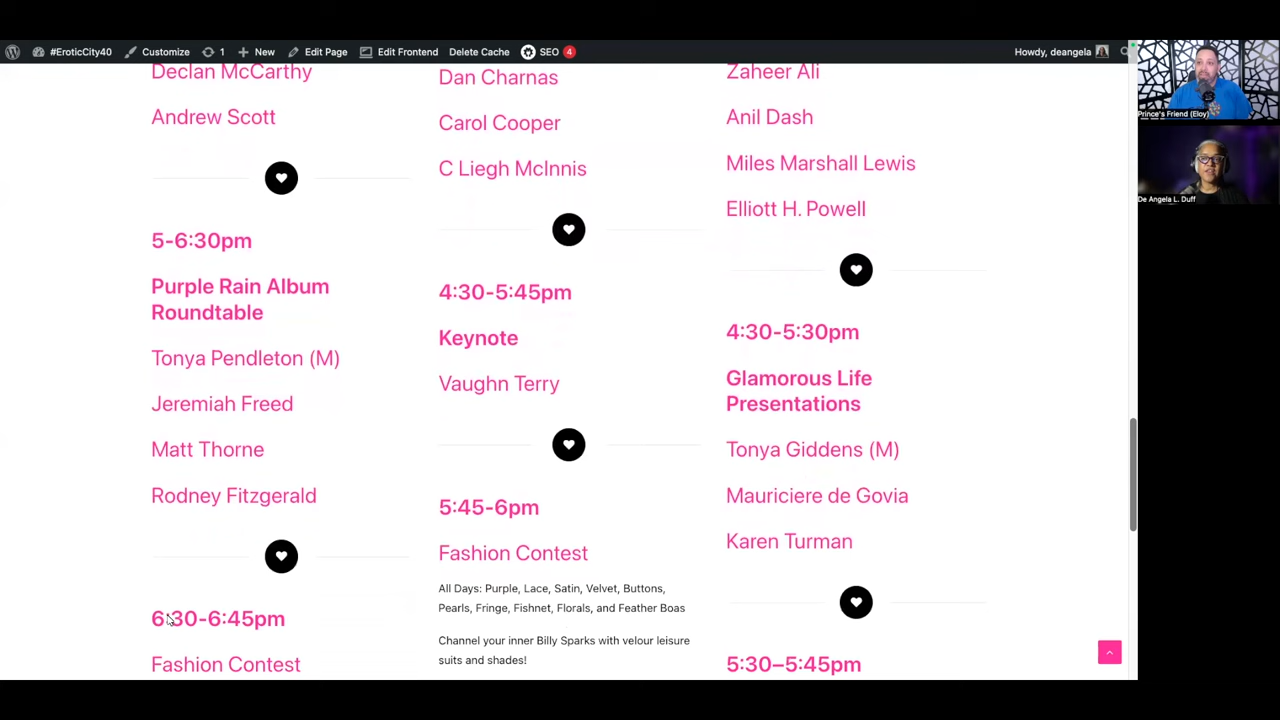 #EroticCity40
Customize
1
New
Edit Page
Edit Frontend
Delete Cache
SEO
4
Howdy, deangela
Declan McCarthy
Andrew Scott
5-6:30pm
Purple Rain Album
Roundtable
Tonya Pendleton (M)
Jeremiah Freed
Matt Thorne
Rodney Fitzgerald
6:30-6:45pm
Fashion Contest
Dan Charnas
Carol Cooper
C Liegh McInnis
4:30-5:45pm
Keynote
Vaughn Terry
5:45-6pm
Fashion Contest
All Days: Purple, Lace, Satin, Velvet, Buttons,
Pearls, Fringe, Fishnet, Florals, and Feather Boas
Channel your inner Billy Sparks with velour leisure
suits and shades!
Zaheer Ali
Anil Dash
Miles Marshall Lewis
Elliott H. Powell
4:30-5:30pm
Glamorous Life
Presentations
Tonya Giddens (M)
Mauriciere de Govia
Karen Turman
5:30–5:45pm
Prince's Friend (Eloy)
De Angela L. Duff